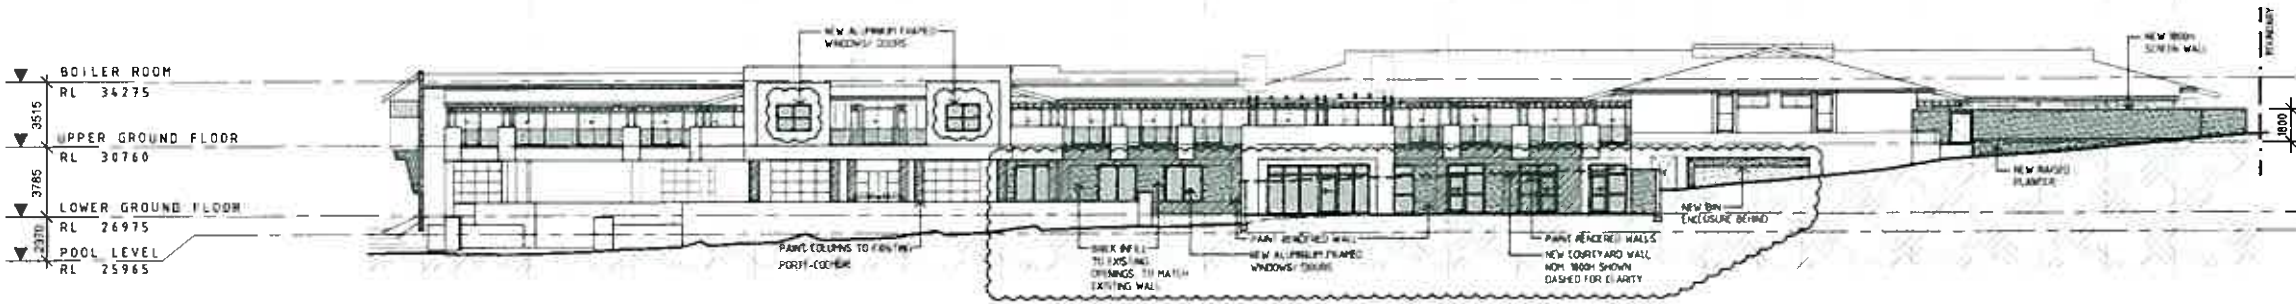 BOILER ROOM
RL 34275
3515
UPPER GROUND FLOOR
RL 30760
3785
LOWER GROUND FLOOR
RL 26975
POOL LEVEL
RL 25965
NEW ALUMINIUM FRAMED
WINDOWS/ DOORS
PAINT COLUMNS TO EXISTING
PORTE-COCHERE
BRICK INFILL
TO EXISTING
OPENINGS TO MATCH
EXISTING WALL
PAINT RENDERED WALL
NEW ALUMINIUM FRAMED
WINDOWS/ DOORS
PAINT RENDERED WALLS
NEW COURTYARD WALL
NOM 1800H SHOWN
DASHED FOR CLARITY
NEW BIN
ENCLOSURE BEHIND
NEW 1800H
SCREEN WALL
NEW RAISED
PLANTER
BOUNDARY
1800